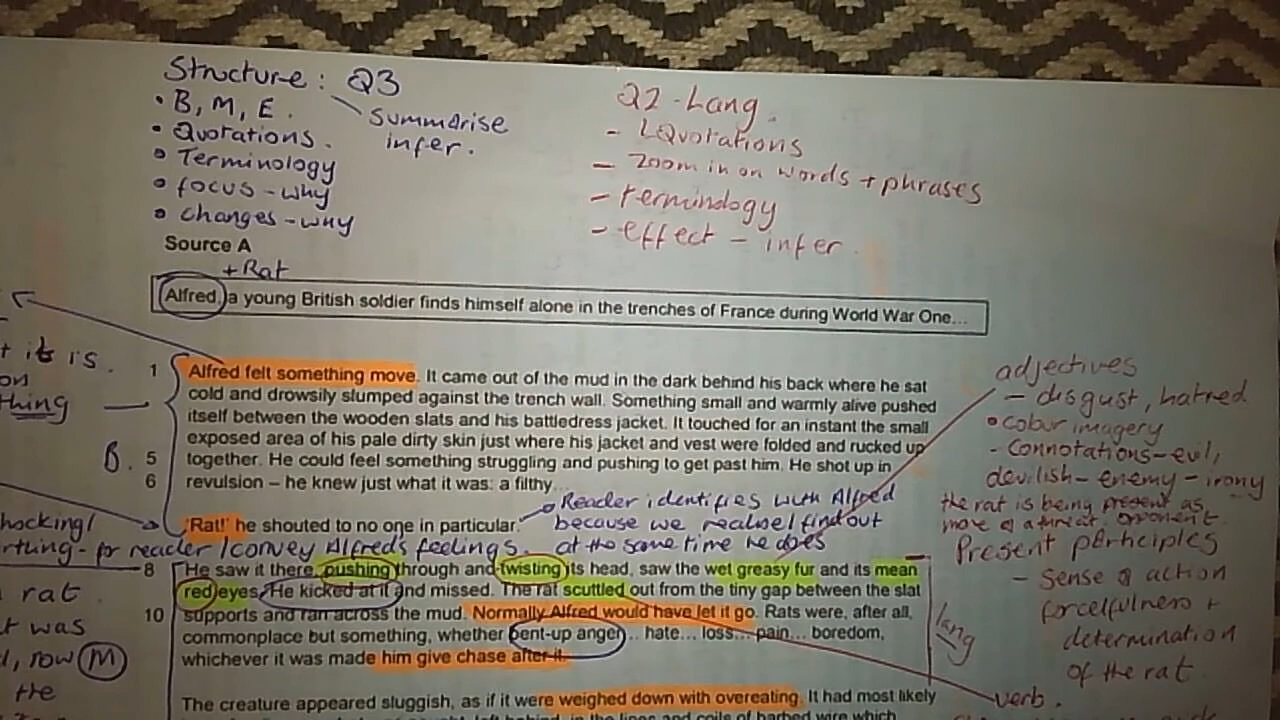 Structure: Q3
• B, M, E.
summarise
infer.
• Quotations.
• Terminology
• focus - why
• changes - why
Q2 - Lang.
- Quotations
- Zoom in on words + phrases
- terminology
- effect - infer.
Source A
+ Rat
Alfred, a young British soldier finds himself alone in the trenches of France during World War One...
1 Alfred felt something move. It came out of the mud in the dark behind his back where he sat
cold and drowsily slumped against the trench wall. Something small and warmly alive pushed
itself between the wooden slats and his battledress jacket. It touched for an instant the small
exposed area of his pale dirty skin just where his jacket and vest were folded and rucked up
5 together. He could feel something struggling and pushing to get past him. He shot up in
6 revulsion – he knew just what it was: a filthy...
'Rat!' he shouted to no one in particular.
8 He saw it there, pushing through and twisting its head, saw the wet greasy fur and its mean
red eyes. He kicked at it and missed. The rat scuttled out from the tiny gap between the slat
10 supports and ran across the mud. Normally Alfred would have let it go. Rats were, after all,
commonplace but something, whether pent-up anger... hate... loss... pain... boredom,
whichever it was made him give chase after it.
The creature appeared sluggish, as if it were weighed down with overeating. It had most likely
it is.
on
thing
B.
Reader identifies with Alfred
because we realise/find out
at the same time he does
hocking/
for reader / convey Alfred's feelings.
rat.
was
row M
the
adjectives
- disgust, hatred
• Colour imagery
- Connotations - evil,
devilish - enemy - irony
the rat is being present as
more of a threat. opponent
Present participles
- Sense of action
forcefulness +
determination
of the rat
lang
verb.